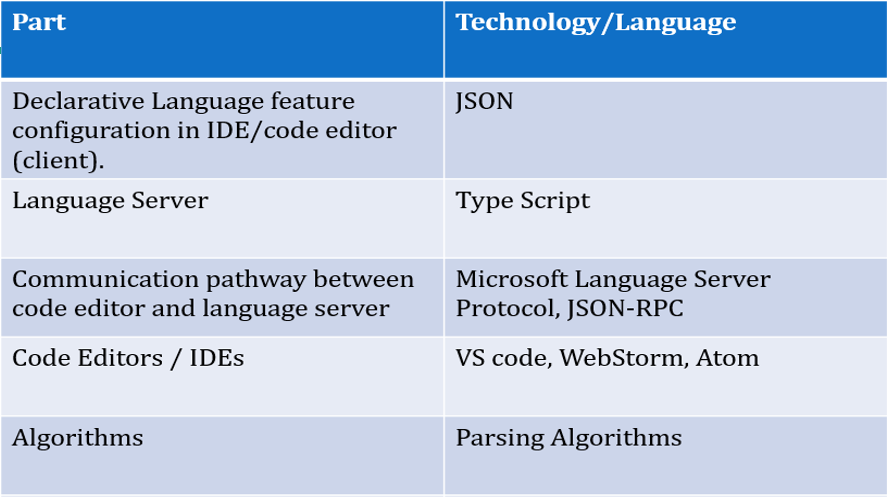 Part
Technology/Language
Declarative Language feature
configuration in IDE/code editor
(client).
JSON
Language Server
Type Script
Communication pathway between
code editor and language server
Microsoft Language Server
Protocol, JSON-RPC
Code Editors / IDEs
VS code, WebStorm, Atom
Algorithms
Parsing Algorithms